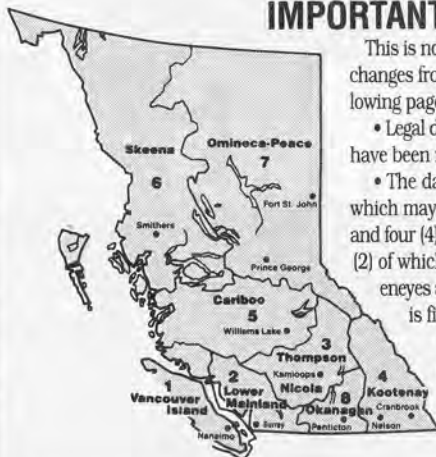 IMPORTANT
This is no
changes fro
lowing page
• Legal d
have been
• The da
which may
and four (4)
(2) of which
eneyes
is fi
Skeena
6
Smithers
Omineca-Peace
7
Fort St. John
Prince George
Cariboo
5
Williams Lake
3
Thompson
Kamloops
Nicola
4
Kootenay
Cranbrook
Nelson
8
Okanagan
Penticton
1
Vancouver
Island
Nanaimo
2
Lower
Mainland
Surrey